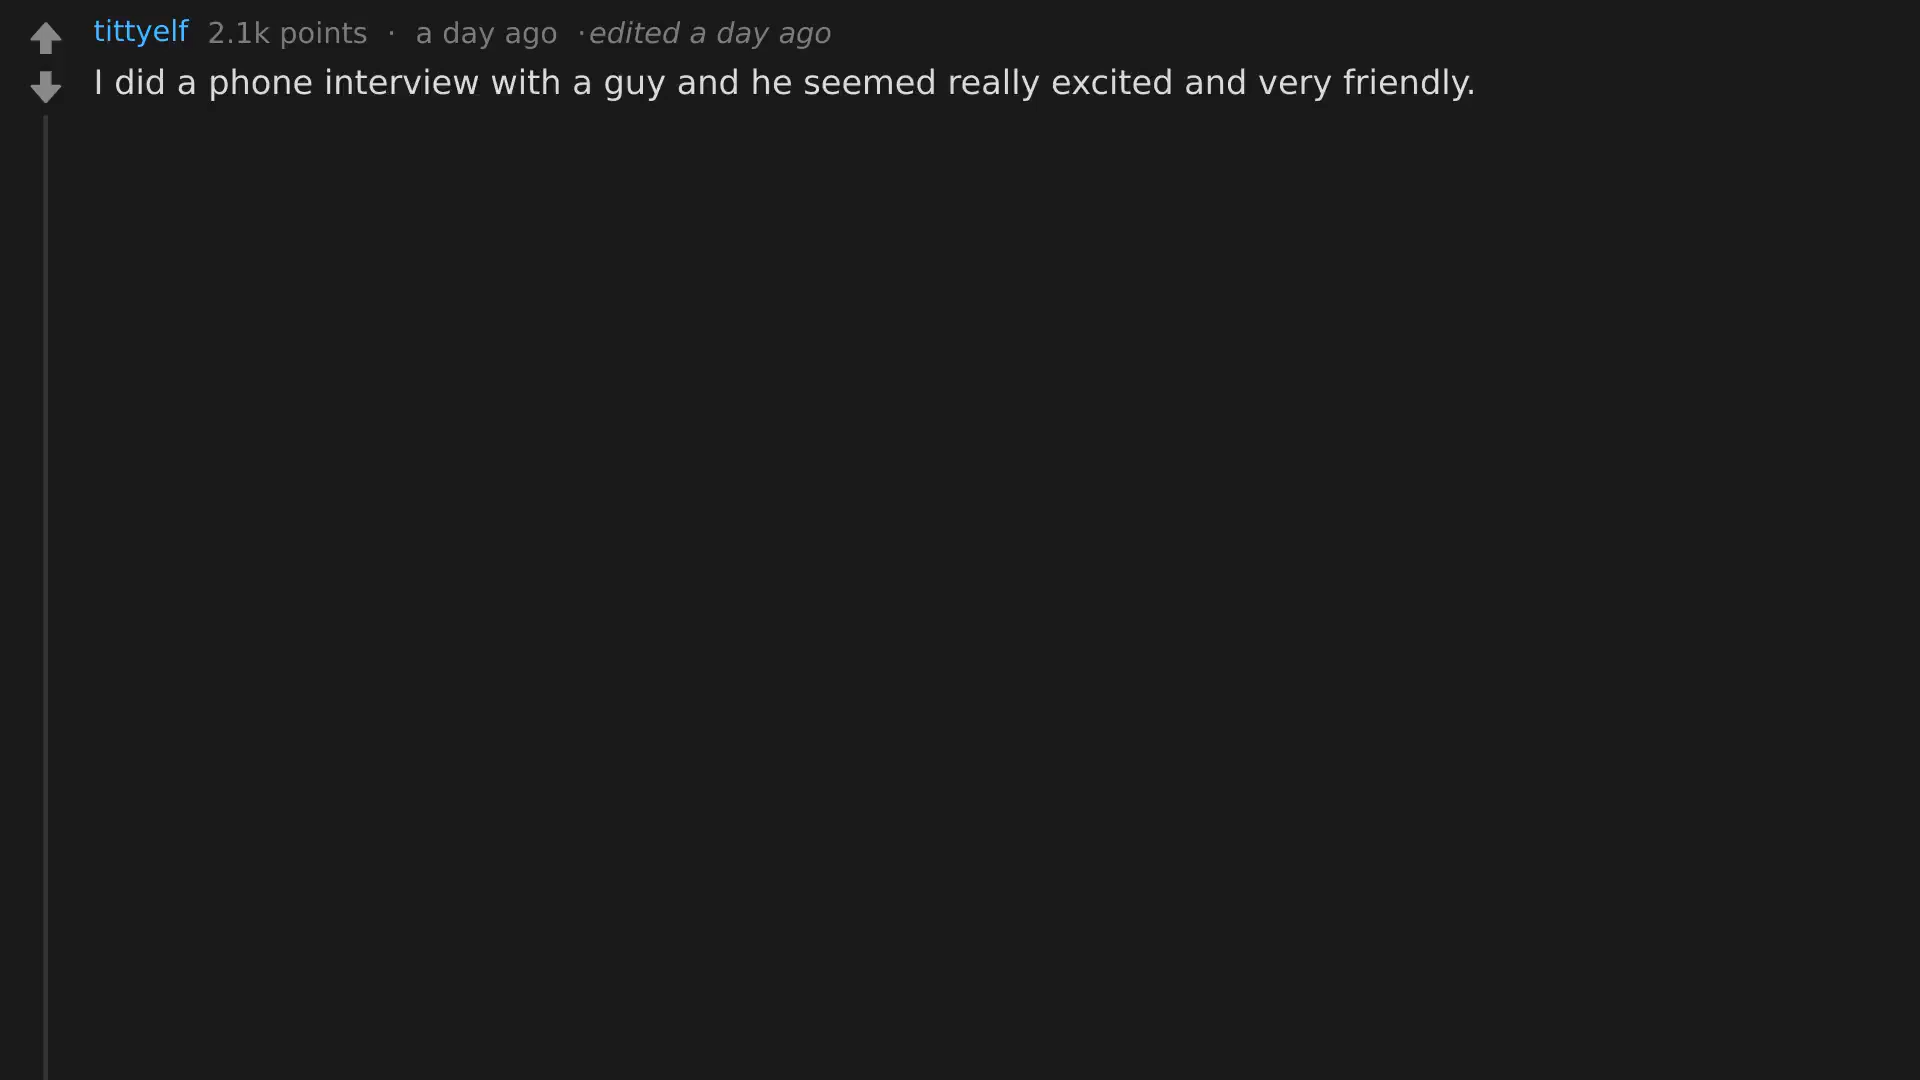 tittyelf 2.1k points · a day ago · edited a day ago
I did a phone interview with a guy and he seemed really excited and very friendly.